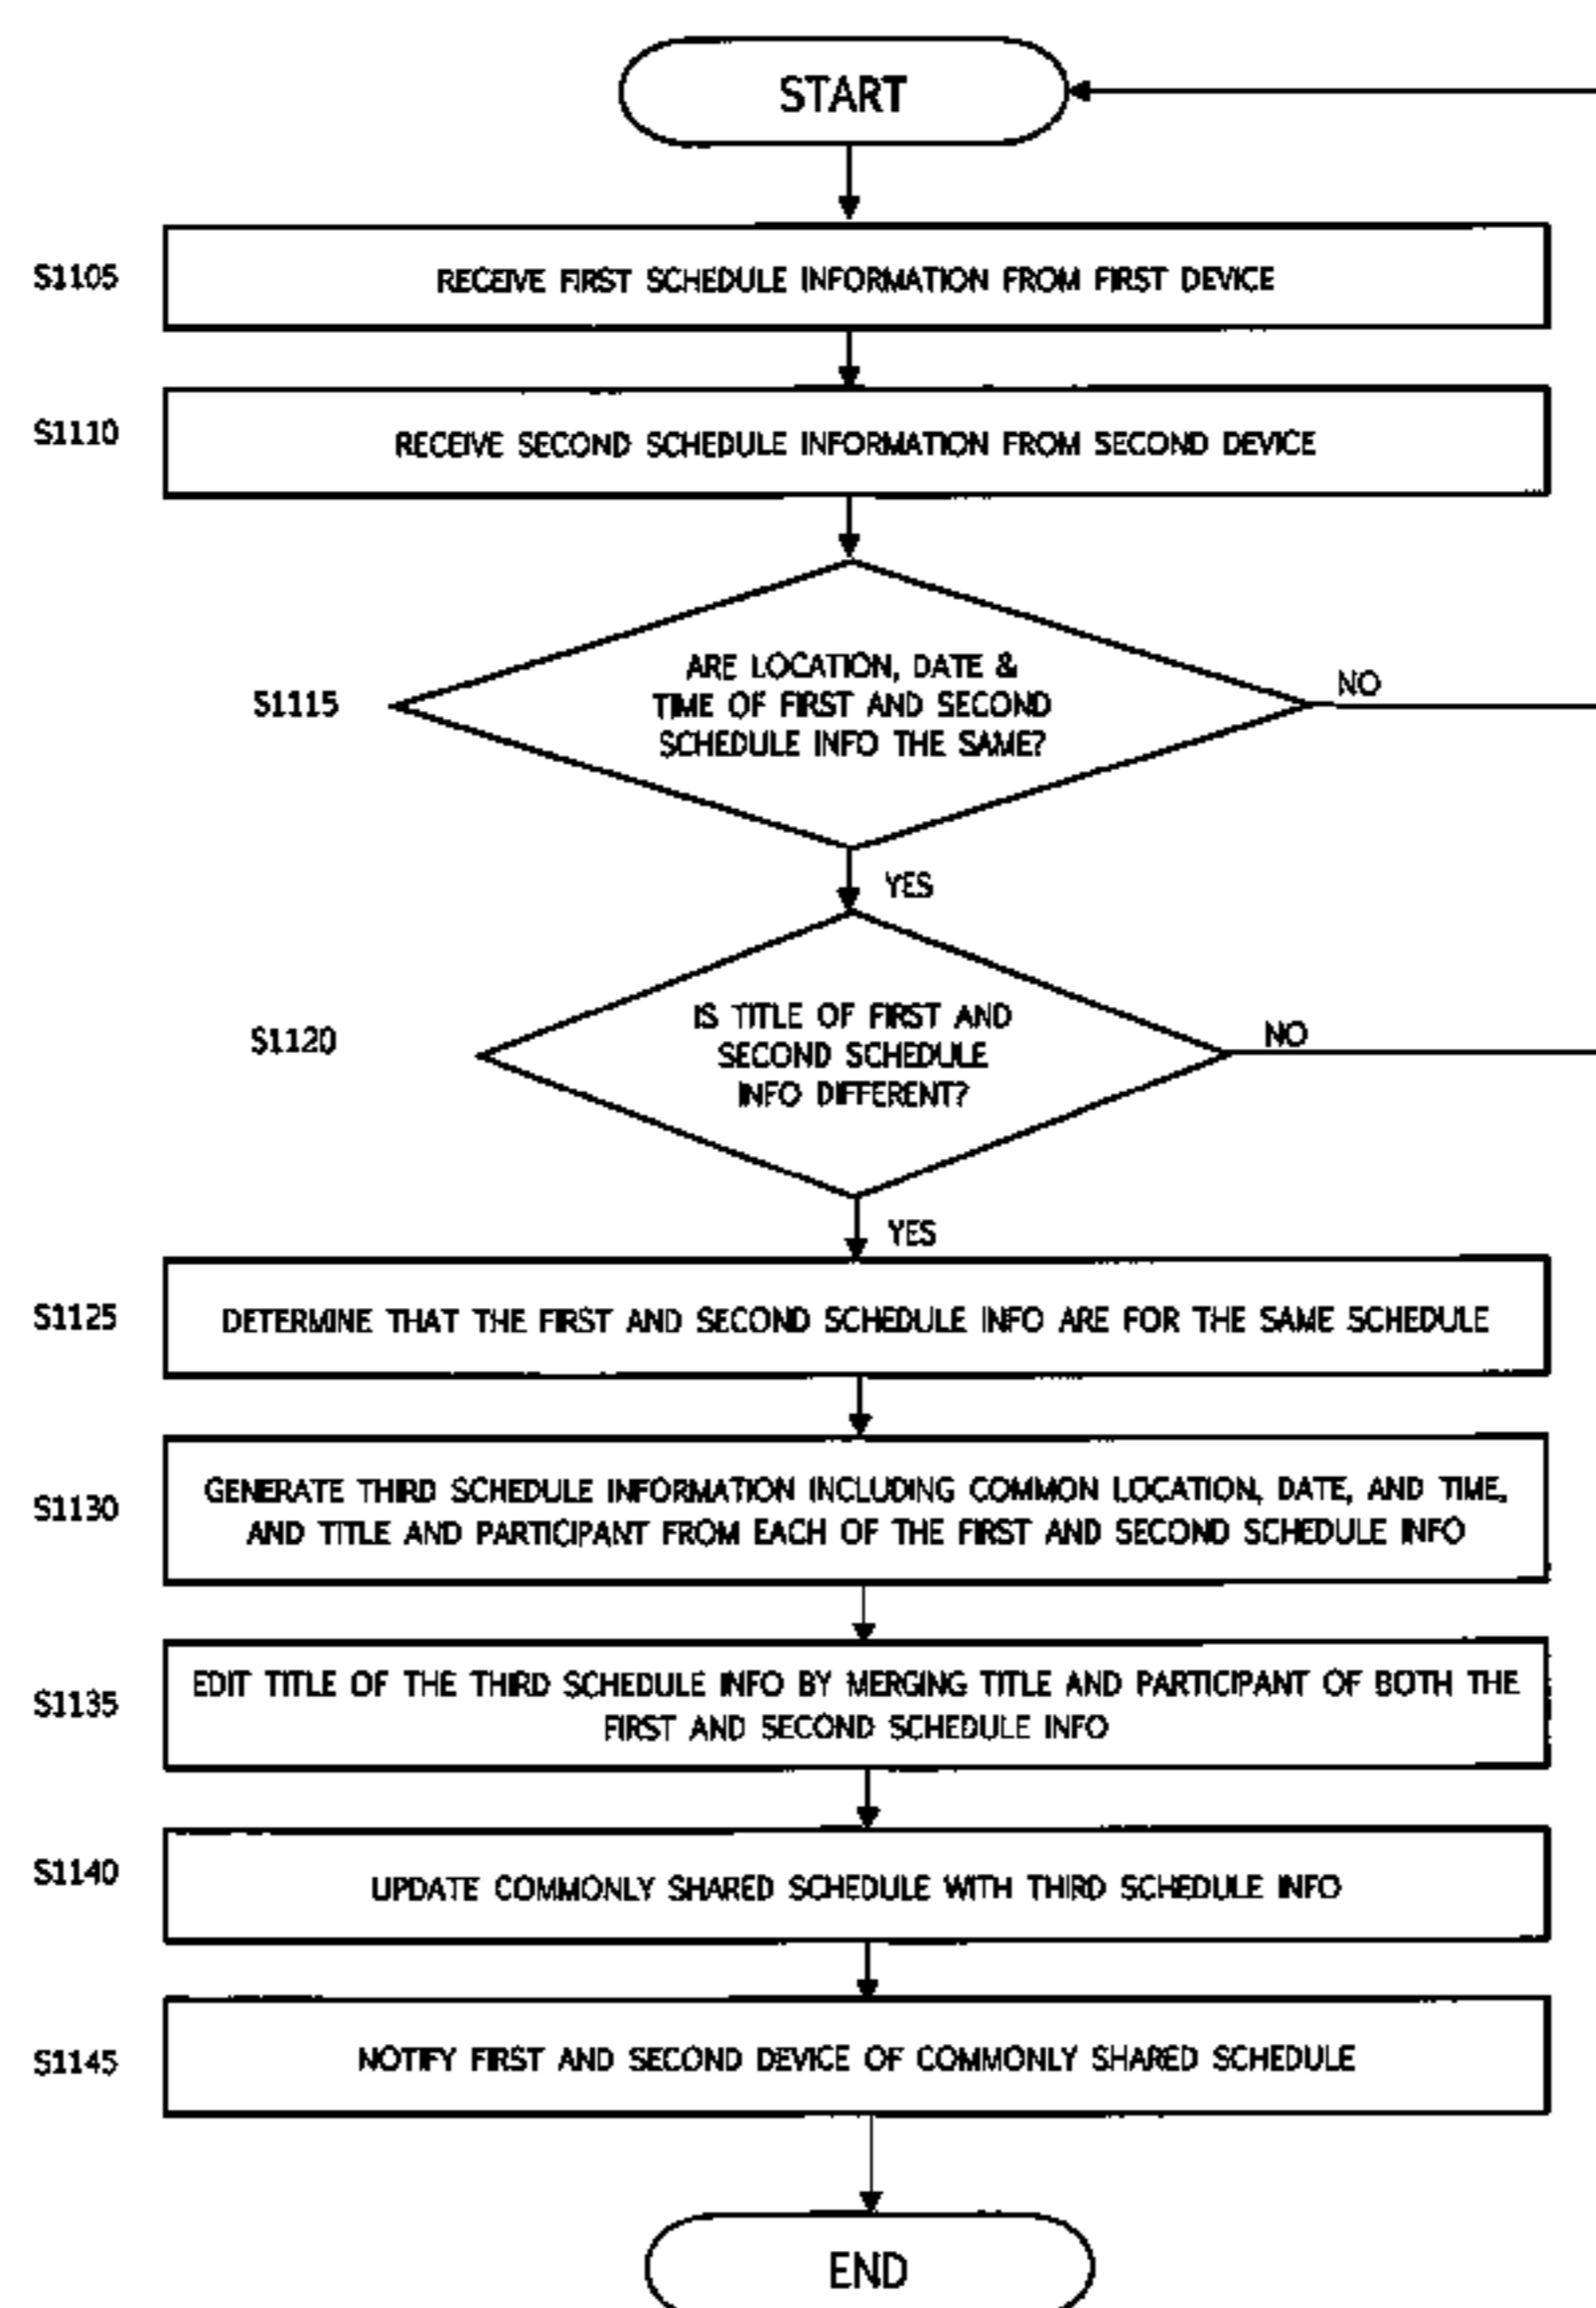 START
S1105
RECEIVE FIRST SCHEDULE INFORMATION FROM FIRST DEVICE
S1110
RECEIVE SECOND SCHEDULE INFORMATION FROM SECOND DEVICE
S1115
ARE LOCATION, DATE &
TIME OF FIRST AND SECOND
SCHEDULE INFO THE SAME?
NO
YES
S1120
IS TITLE OF FIRST AND
SECOND SCHEDULE
INFO DIFFERENT?
NO
YES
S1125
DETERMINE THAT THE FIRST AND SECOND SCHEDULE INFO ARE FOR THE SAME SCHEDULE
S1130
GENERATE THIRD SCHEDULE INFORMATION INCLUDING COMMON LOCATION, DATE, AND TIME,
AND TITLE AND PARTICIPANT FROM EACH OF THE FIRST AND SECOND SCHEDULE INFO
S1135
EDIT TITLE OF THE THIRD SCHEDULE INFO BY MERGING TITLE AND PARTICIPANT OF BOTH THE
FIRST AND SECOND SCHEDULE INFO
S1140
UPDATE COMMONLY SHARED SCHEDULE WITH THIRD SCHEDULE INFO
S1145
NOTIFY FIRST AND SECOND DEVICE OF COMMONLY SHARED SCHEDULE
END